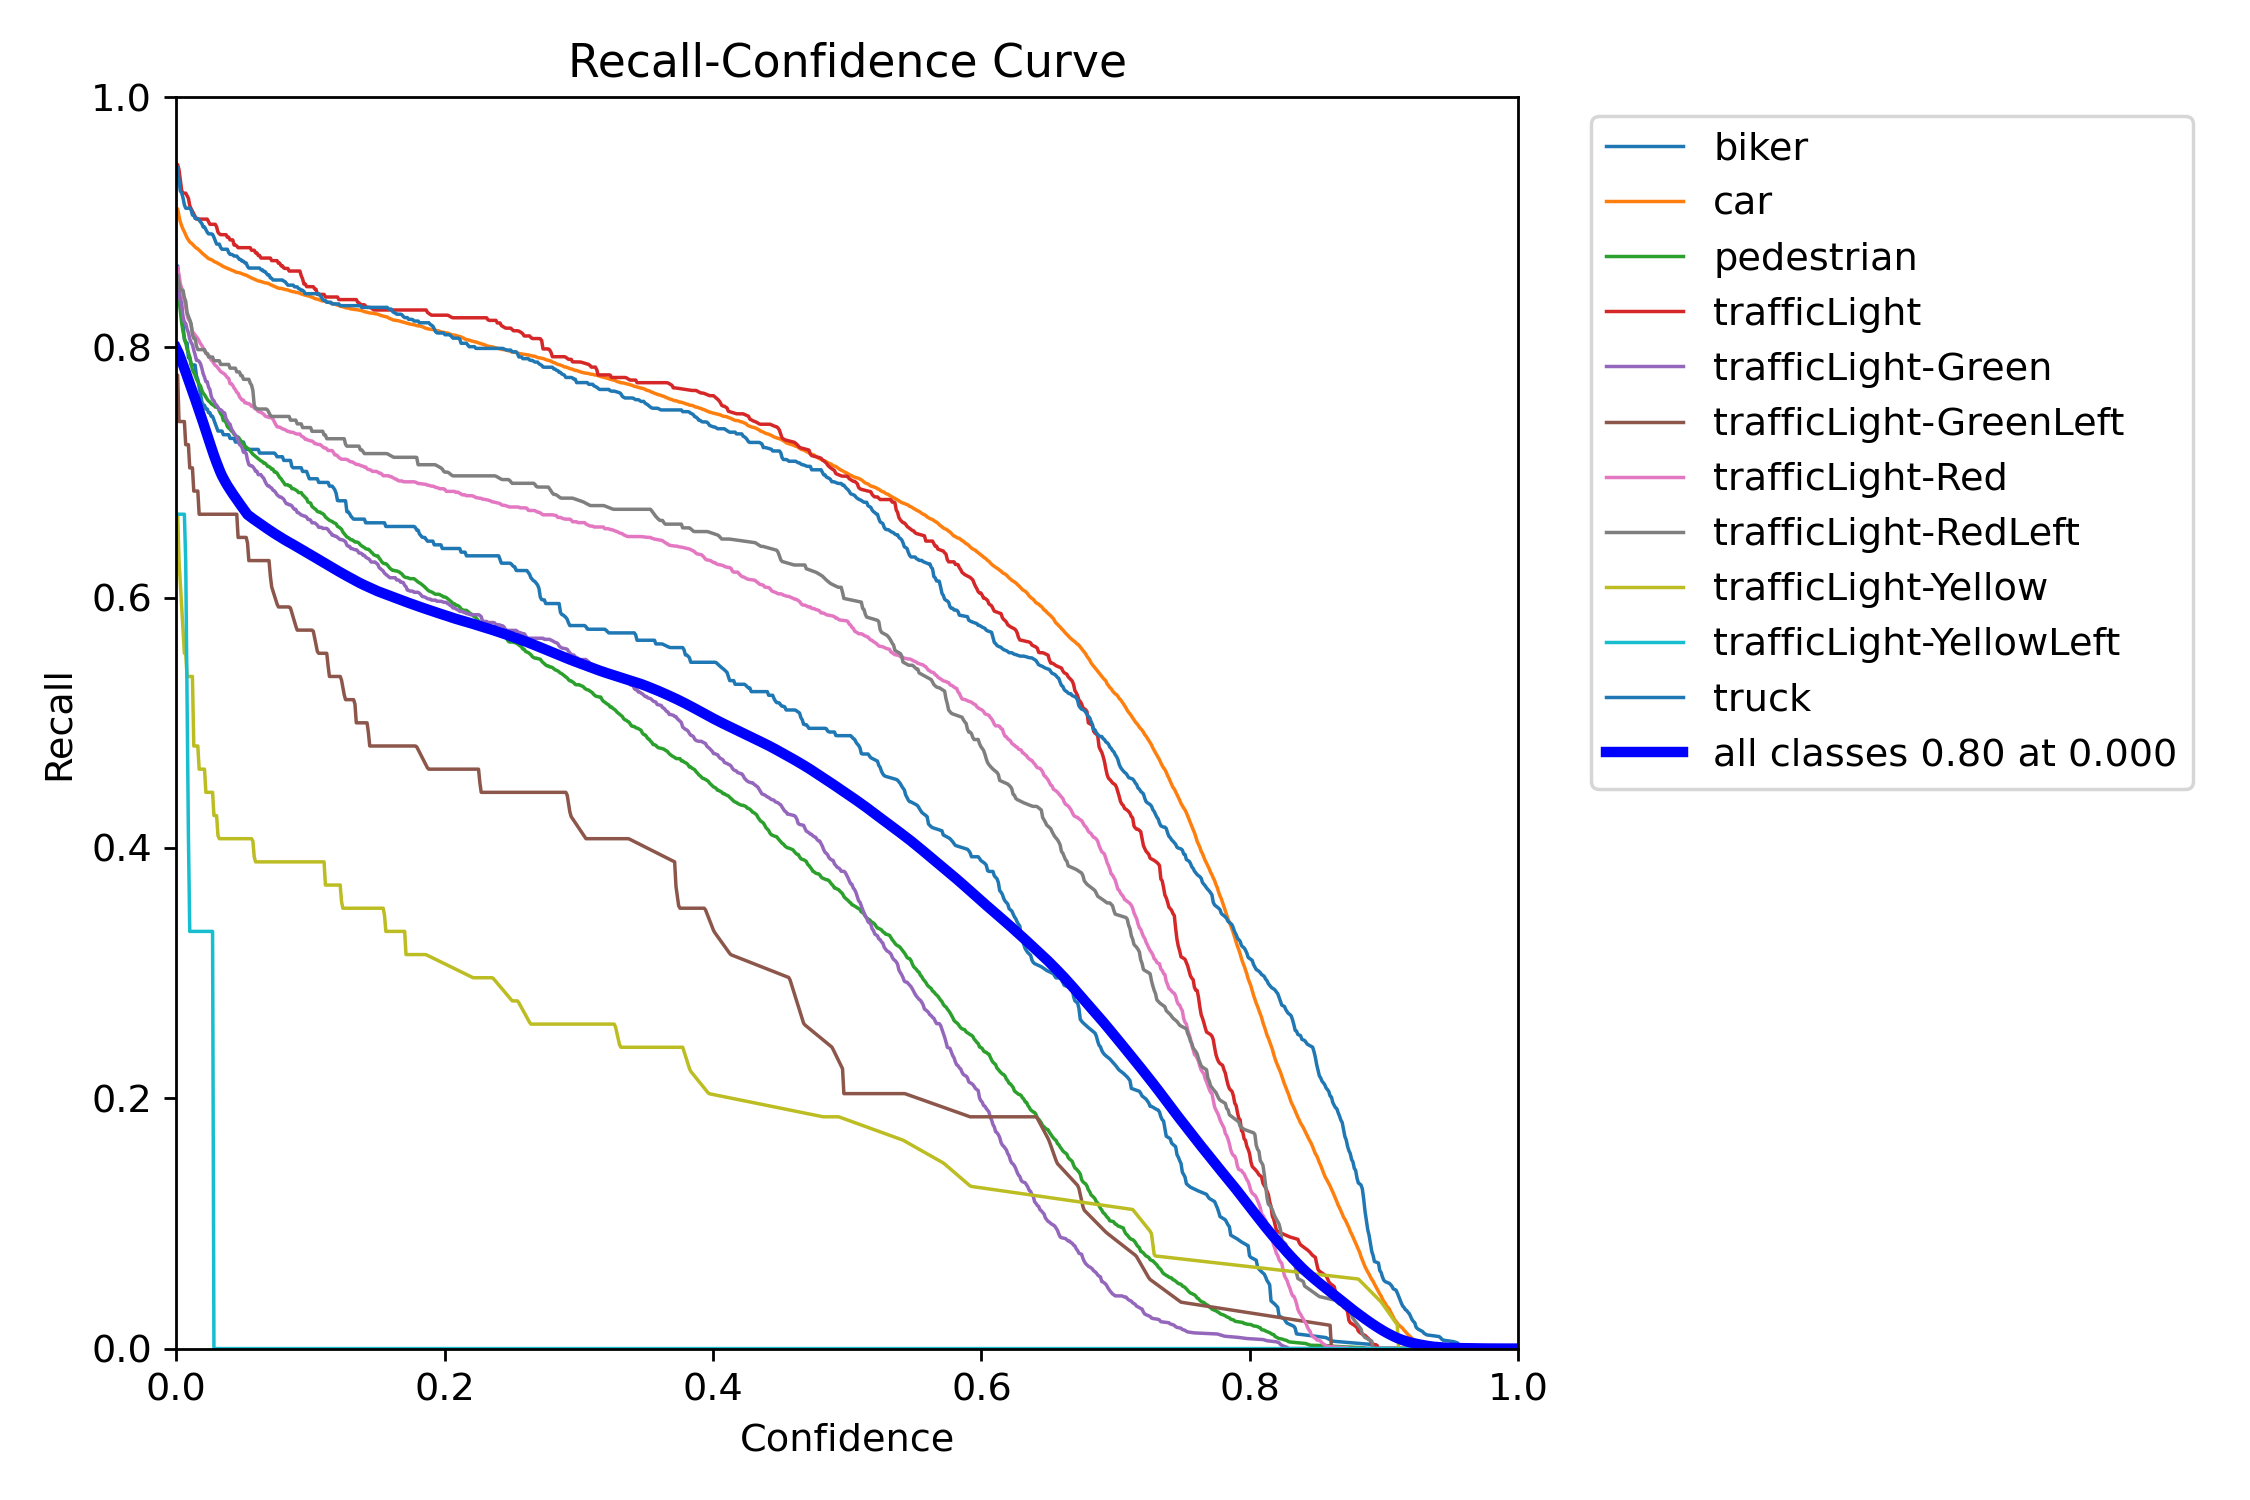 Recall-Confidence Curve
1.0
0.8
0.6
0.4
0.2
0.0
Recall
0.0 0.2 0.4 0.6 0.8 1.0
Confidence
biker
car
pedestrian
trafficLight
trafficLight-Green
trafficLight-GreenLeft
trafficLight-Red
trafficLight-RedLeft
trafficLight-Yellow
trafficLight-YellowLeft
truck
all classes 0.80 at 0.000